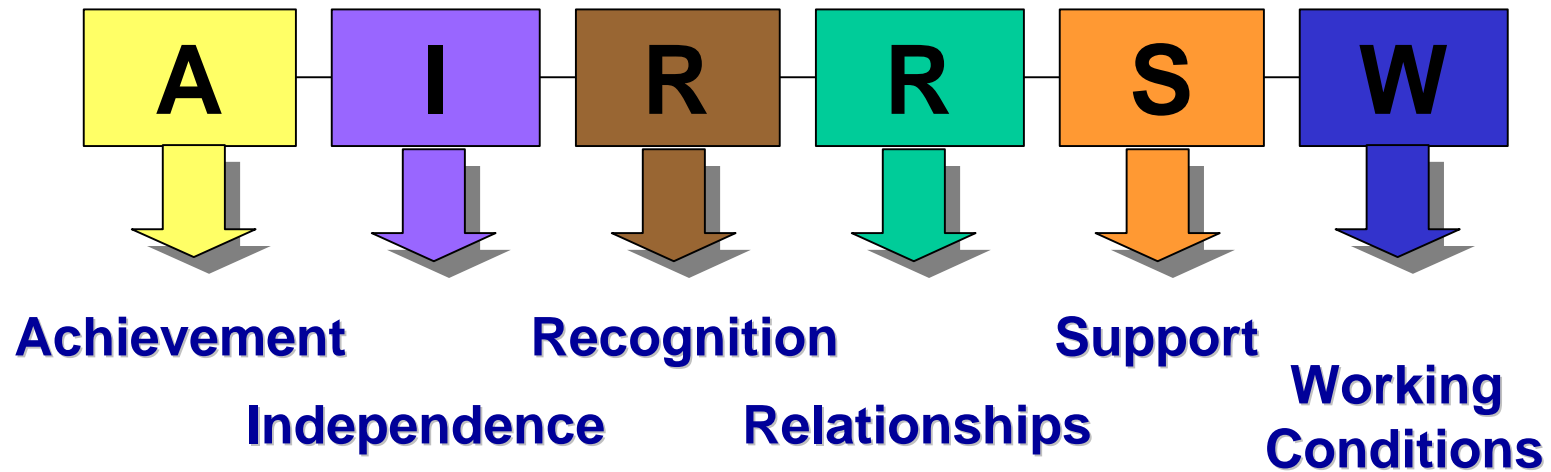 A I R R S W
Achievement Recognition Support
Working
Independence Relationships
Conditions